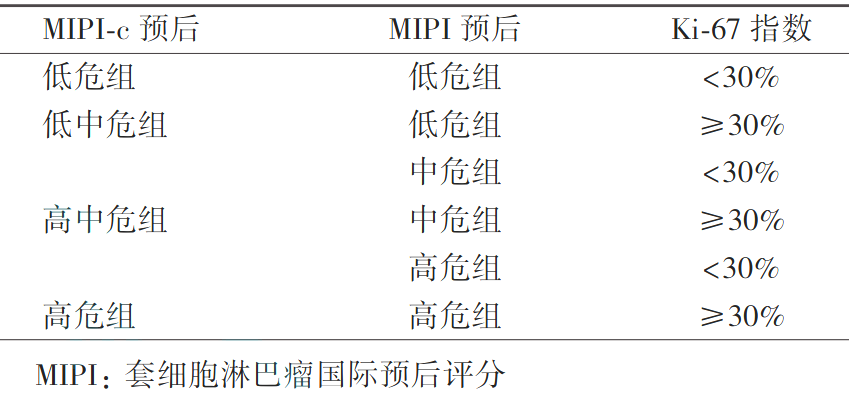 MIPI-c 预后 MIPI 预后 Ki-67 指数
低危组 低危组 <30%
低中危组 低危组 ≥30%
中危组 <30%
高中危组 中危组 ≥30%
高危组 <30%
高危组 高危组 ≥30%
MIPI：套细胞淋巴瘤国际预后评分